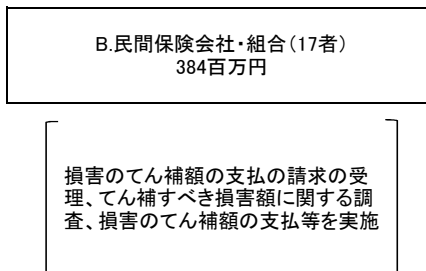 B.民間保険会社・組合（17者）
384百万円
損害のてん補額の支払の請求の受
理、てん補すべき損害額に関する調
査、損害のてん補額の支払等を実施